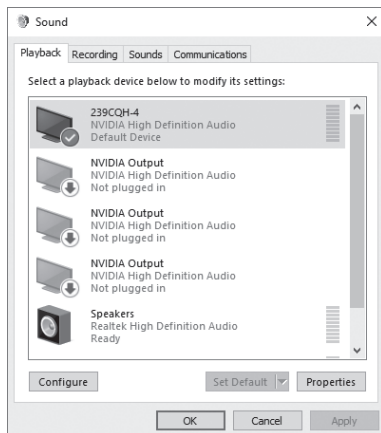 Sound
Playback Recording Sounds Communications
Select a playback device below to modify its settings:
239CQH-4
NVIDIA High Definition Audio
Default Device
NVIDIA Output
NVIDIA High Definition Audio
Not plugged in
NVIDIA Output
NVIDIA High Definition Audio
Not plugged in
NVIDIA Output
NVIDIA High Definition Audio
Not plugged in
Speakers
Realtek High Definition Audio
Ready
Configure Set Default Properties
OK Cancel Apply